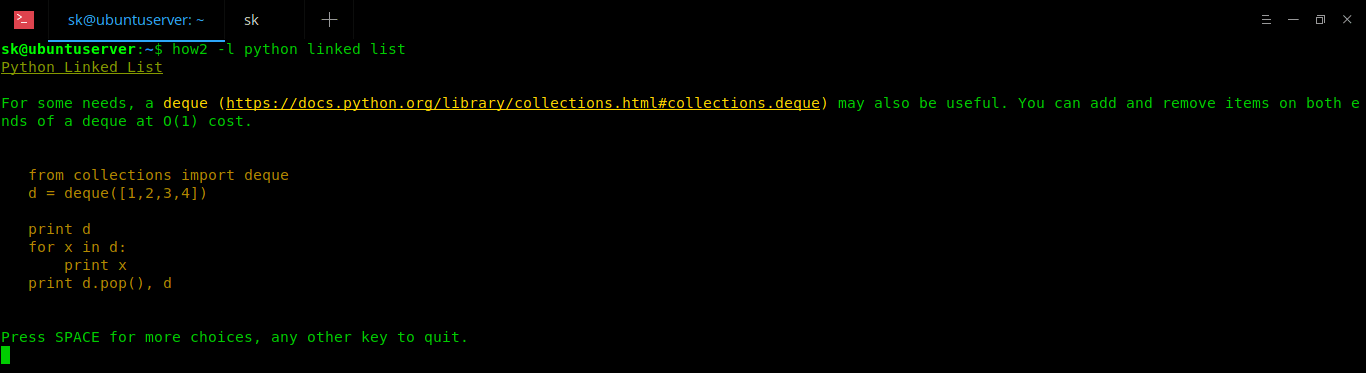 sk@ubuntuserver: ~ sk
sk@ubuntuserver:~$ how2 -l python linked list
Python Linked List
For some needs, a deque (https://docs.python.org/library/collections.html#collections.deque) may also be useful. You can add and remove items on both e
nds of a deque at O(1) cost.
from collections import deque
d = deque([1,2,3,4])
print d
for x in d:
    print x
print d.pop(), d
Press SPACE for more choices, any other key to quit.